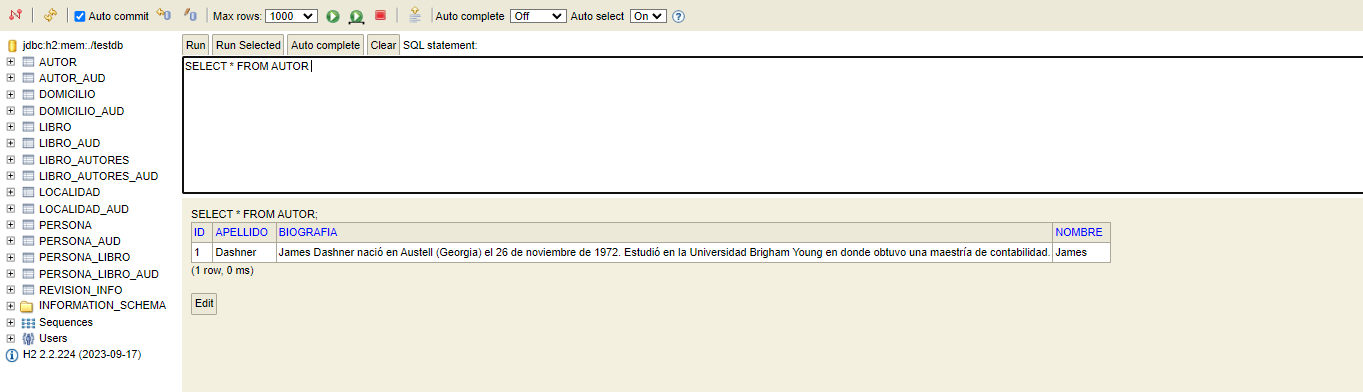 Auto commit Max rows: 1000 Auto complete Off Auto select On
jdbc:h2:mem:./testdb
AUTOR
AUTOR_AUD
DOMICILIO
DOMICILIO_AUD
LIBRO
LIBRO_AUD
LIBRO_AUTORES
LIBRO_AUTORES_AUD
LOCALIDAD
LOCALIDAD_AUD
PERSONA
PERSONA_AUD
PERSONA_LIBRO
PERSONA_LIBRO_AUD
REVISION_INFO
INFORMATION_SCHEMA
Sequences
Users
H2 2.2.224 (2023-09-17)
Run Run Selected Auto complete Clear SQL statement:
SELECT * FROM AUTOR
SELECT * FROM AUTOR;
ID APELLIDO BIOGRAFIA NOMBRE
1 Dashner James Dashner nació en Austell (Georgia) el 26 de noviembre de 1972. Estudió en la Universidad Brigham Young en donde obtuvo una maestría de contabilidad. James
(1 row, 0 ms)
Edit